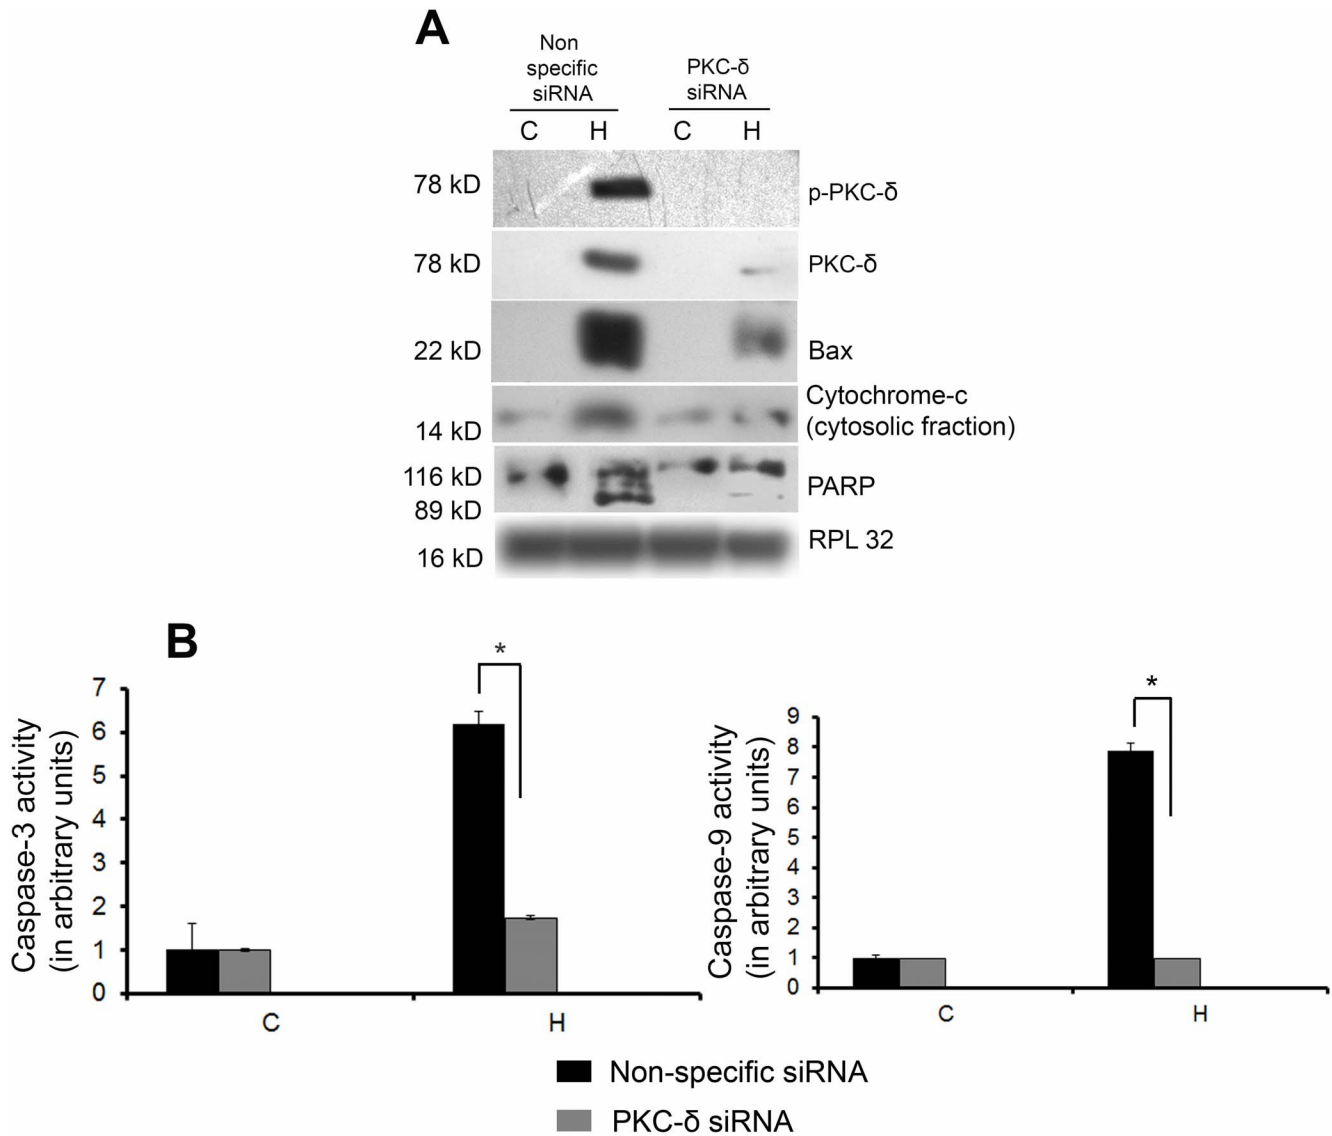 A
Non
specific
siRNA
PKC-δ
siRNA
C H C H
78 kD p-PKC-δ
78 kD PKC-δ
22 kD Bax
Cytochrome-c
(cytosolic fraction)
14 kD
116 kD
PARP
89 kD
RPL 32
16 kD
B
*
7
6
5
4
3
2
1
0
Caspase-3 activity
(in arbitrary units)
C H
*
9
8
7
6
5
4
3
2
1
0
Caspase-9 activity
(in arbitrary units)
C H
Non-specific siRNA
PKC-δ siRNA